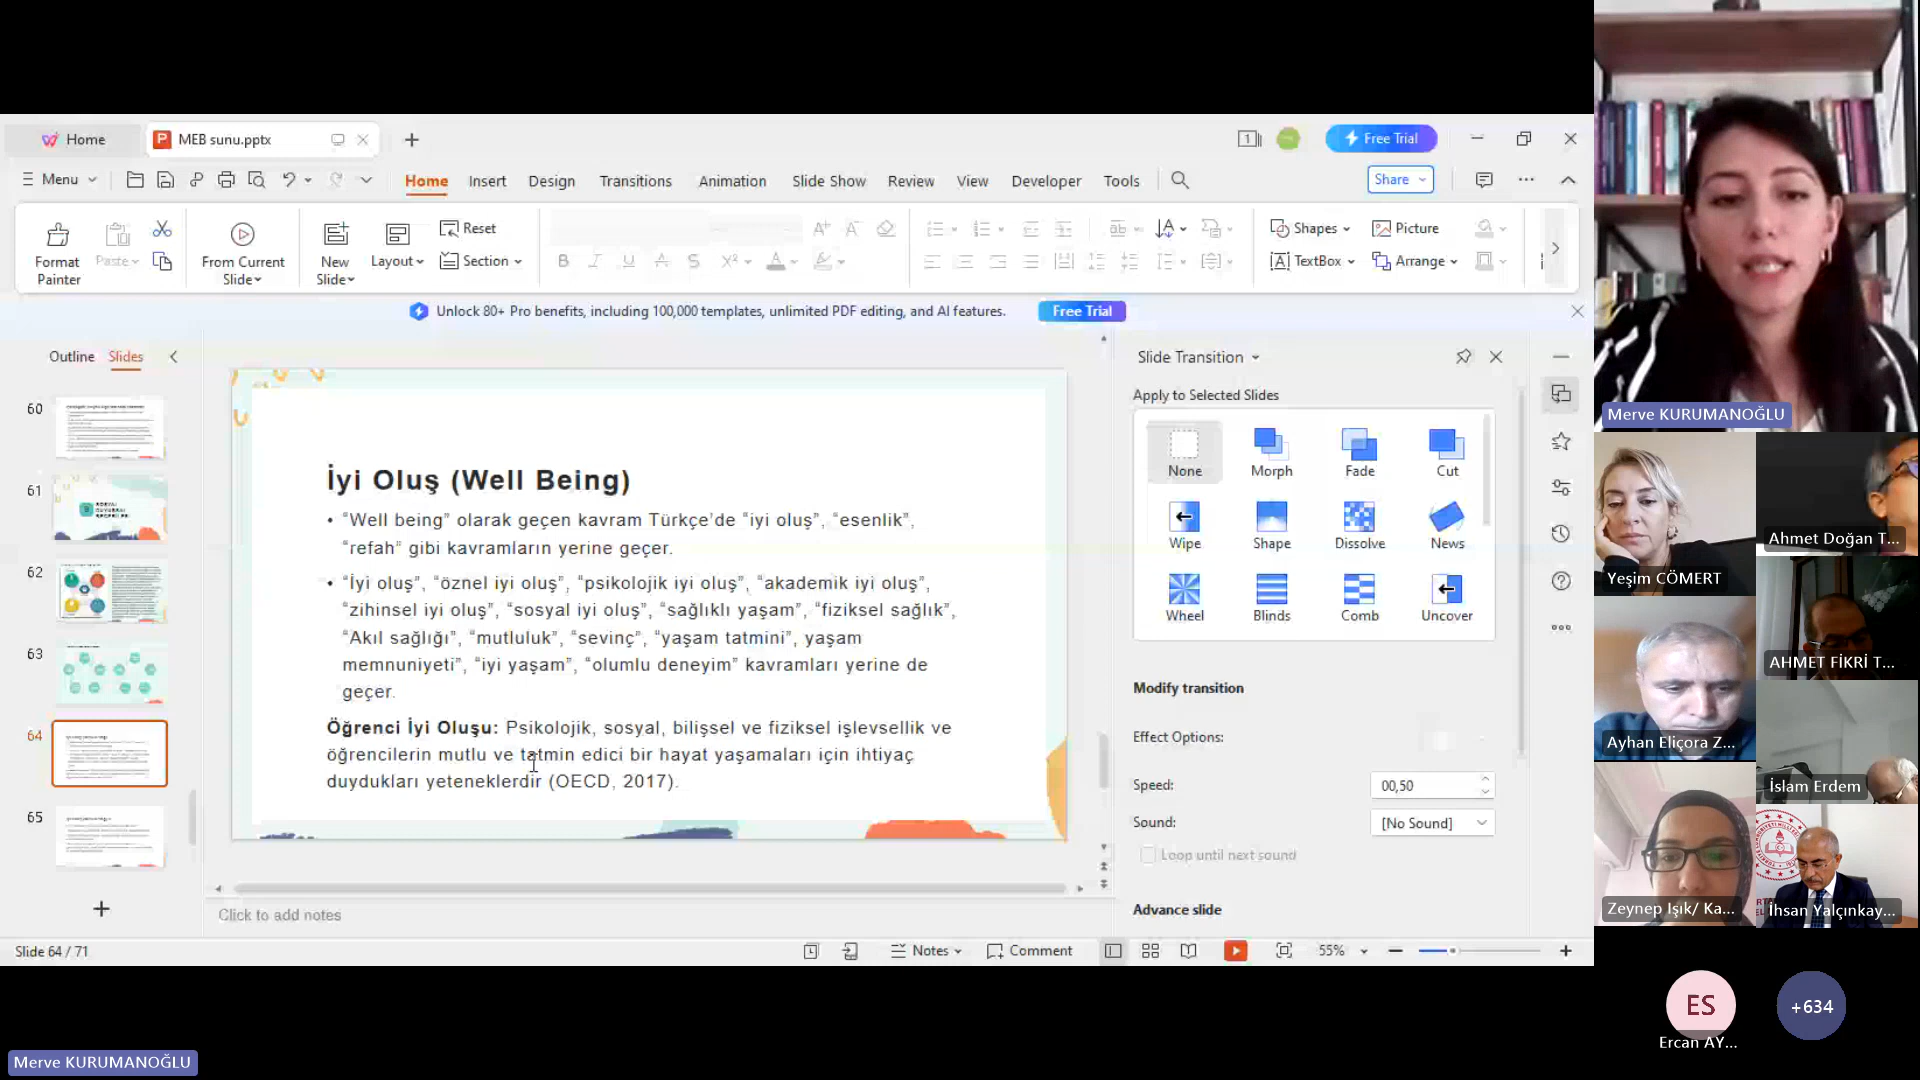 Home
MEB sunu.pptx
Free Trial
Menu
Home
Insert
Design
Transitions
Animation
Slide Show
Review
View
Developer
Tools
Share
Format Painter
Paste
From Current Slide
New Slide
Layout
Reset
Section
B I U A S X² A
Shapes
Picture
TextBox
Arrange
Unlock 80+ Pro benefits, including 100,000 templates, unlimited PDF editing, and AI features.
Free Trial
Outline
Slides
60
61
62
63
64
65
İyi Oluş (Well Being)
• “Well being” olarak geçen kavram Türkçe’de “iyi oluş”, “esenlik”,
“refah” gibi kavramların yerine geçer.
• “İyi oluş”, “öznel iyi oluş”, “psikolojik iyi oluş”, “akademik iyi oluş”,
“zihinsel iyi oluş”, “sosyal iyi oluş”, “sağlıklı yaşam”, “fiziksel sağlık”,
“Akıl sağlığı”, “mutluluk”, “sevinç”, “yaşam tatmini”, yaşam
memnuniyeti”, “iyi yaşam”, “olumlu deneyim” kavramları yerine de
geçer.
Öğrenci İyi Oluşu: Psikolojik, sosyal, bilişsel ve fiziksel işlevsellik ve
öğrencilerin mutlu ve tatmin edici bir hayat yaşamaları için ihtiyaç
duydukları yeteneklerdir (OECD, 2017).
Click to add notes
Slide Transition
Apply to Selected Slides
None
Morph
Fade
Cut
Wipe
Shape
Dissolve
News
Wheel
Blinds
Comb
Uncover
Modify transition
Effect Options:
Speed:
00,50
Sound:
[No Sound]
Loop until next sound
Advance slide
Slide 64 / 71
Notes
Comment
55%
Merve KURUMANOĞLU
Yeşim CÖMERT
Ahmet Doğan T...
AHMET FİKRİ T...
Ayhan Eliçora Z...
İslam Erdem
Zeynep Işık/ Ka...
İhsan Yalçınkay...
ES
Ercan AY...
+634
Merve KURUMANOĞLU